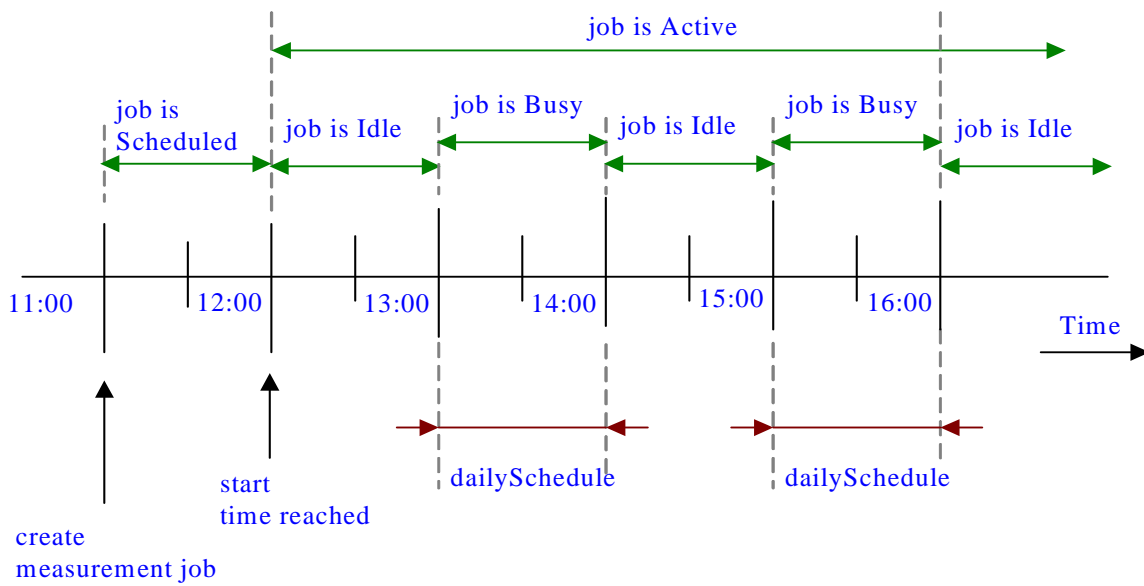 job is Active
job is
Scheduled
job is Idle
job is Busy
job is Idle
job is Busy
job is Idle
11:00
12:00
13:00
14:00
15:00
16:00
Time
dailySchedule
dailySchedule
start
time reached
create
measurement job